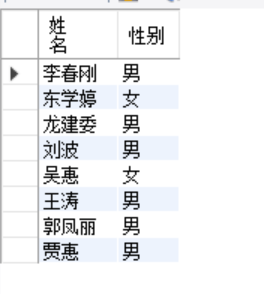 姓名 性别
李春刚 男
东学婷 女
龙建委 男
刘波 男
吴惠 女
王涛 男
郭凤丽 男
贾惠 男